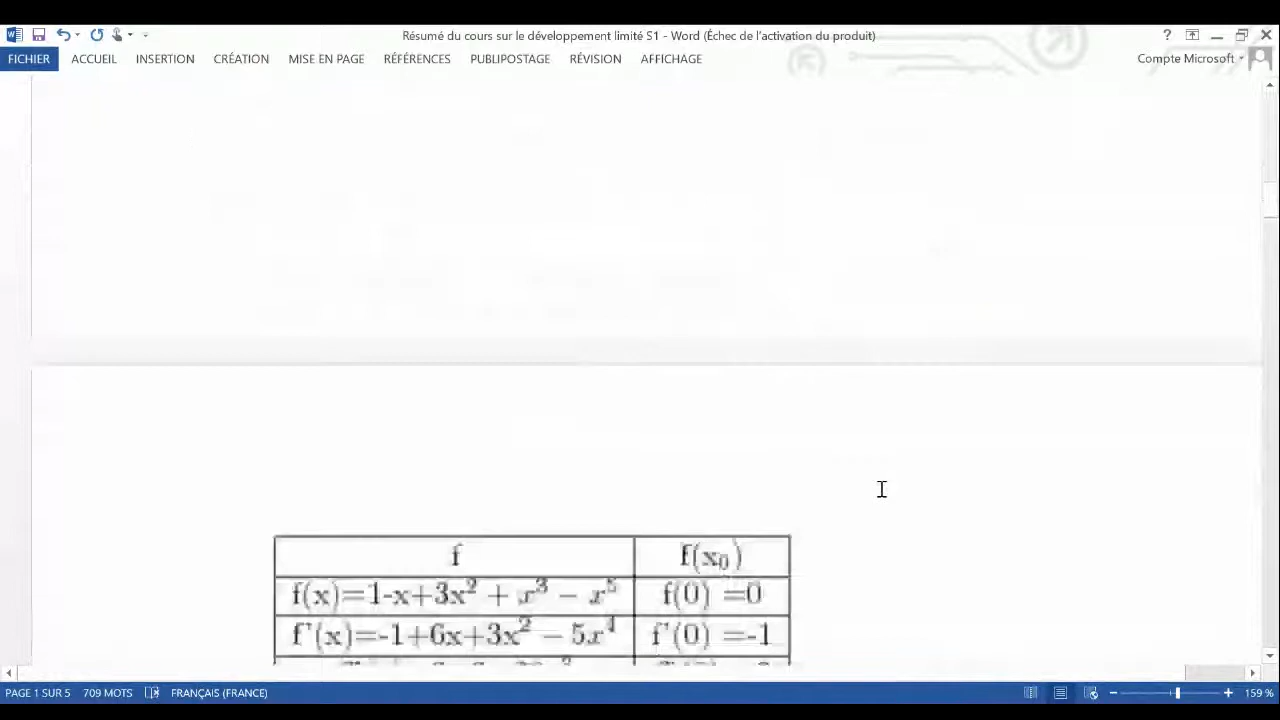 Résumé du cours sur le développement limité S1 - Word (Échec de l'activation du produit)
?
FICHIER ACCUEIL INSERTION CRÉATION MISE EN PAGE RÉFÉRENCES PUBLIPOSTAGE RÉVISION AFFICHAGE Compte Microsoft
f f(x₀)
f(x)=1-x+3x² + x³ − x⁵ f(0) =0
f'(x)=-1+6x+3x² − 5x⁴ f'(0) =-1
PAGE 1 SUR 5 709 MOTS FRANÇAIS (FRANCE) 159 %